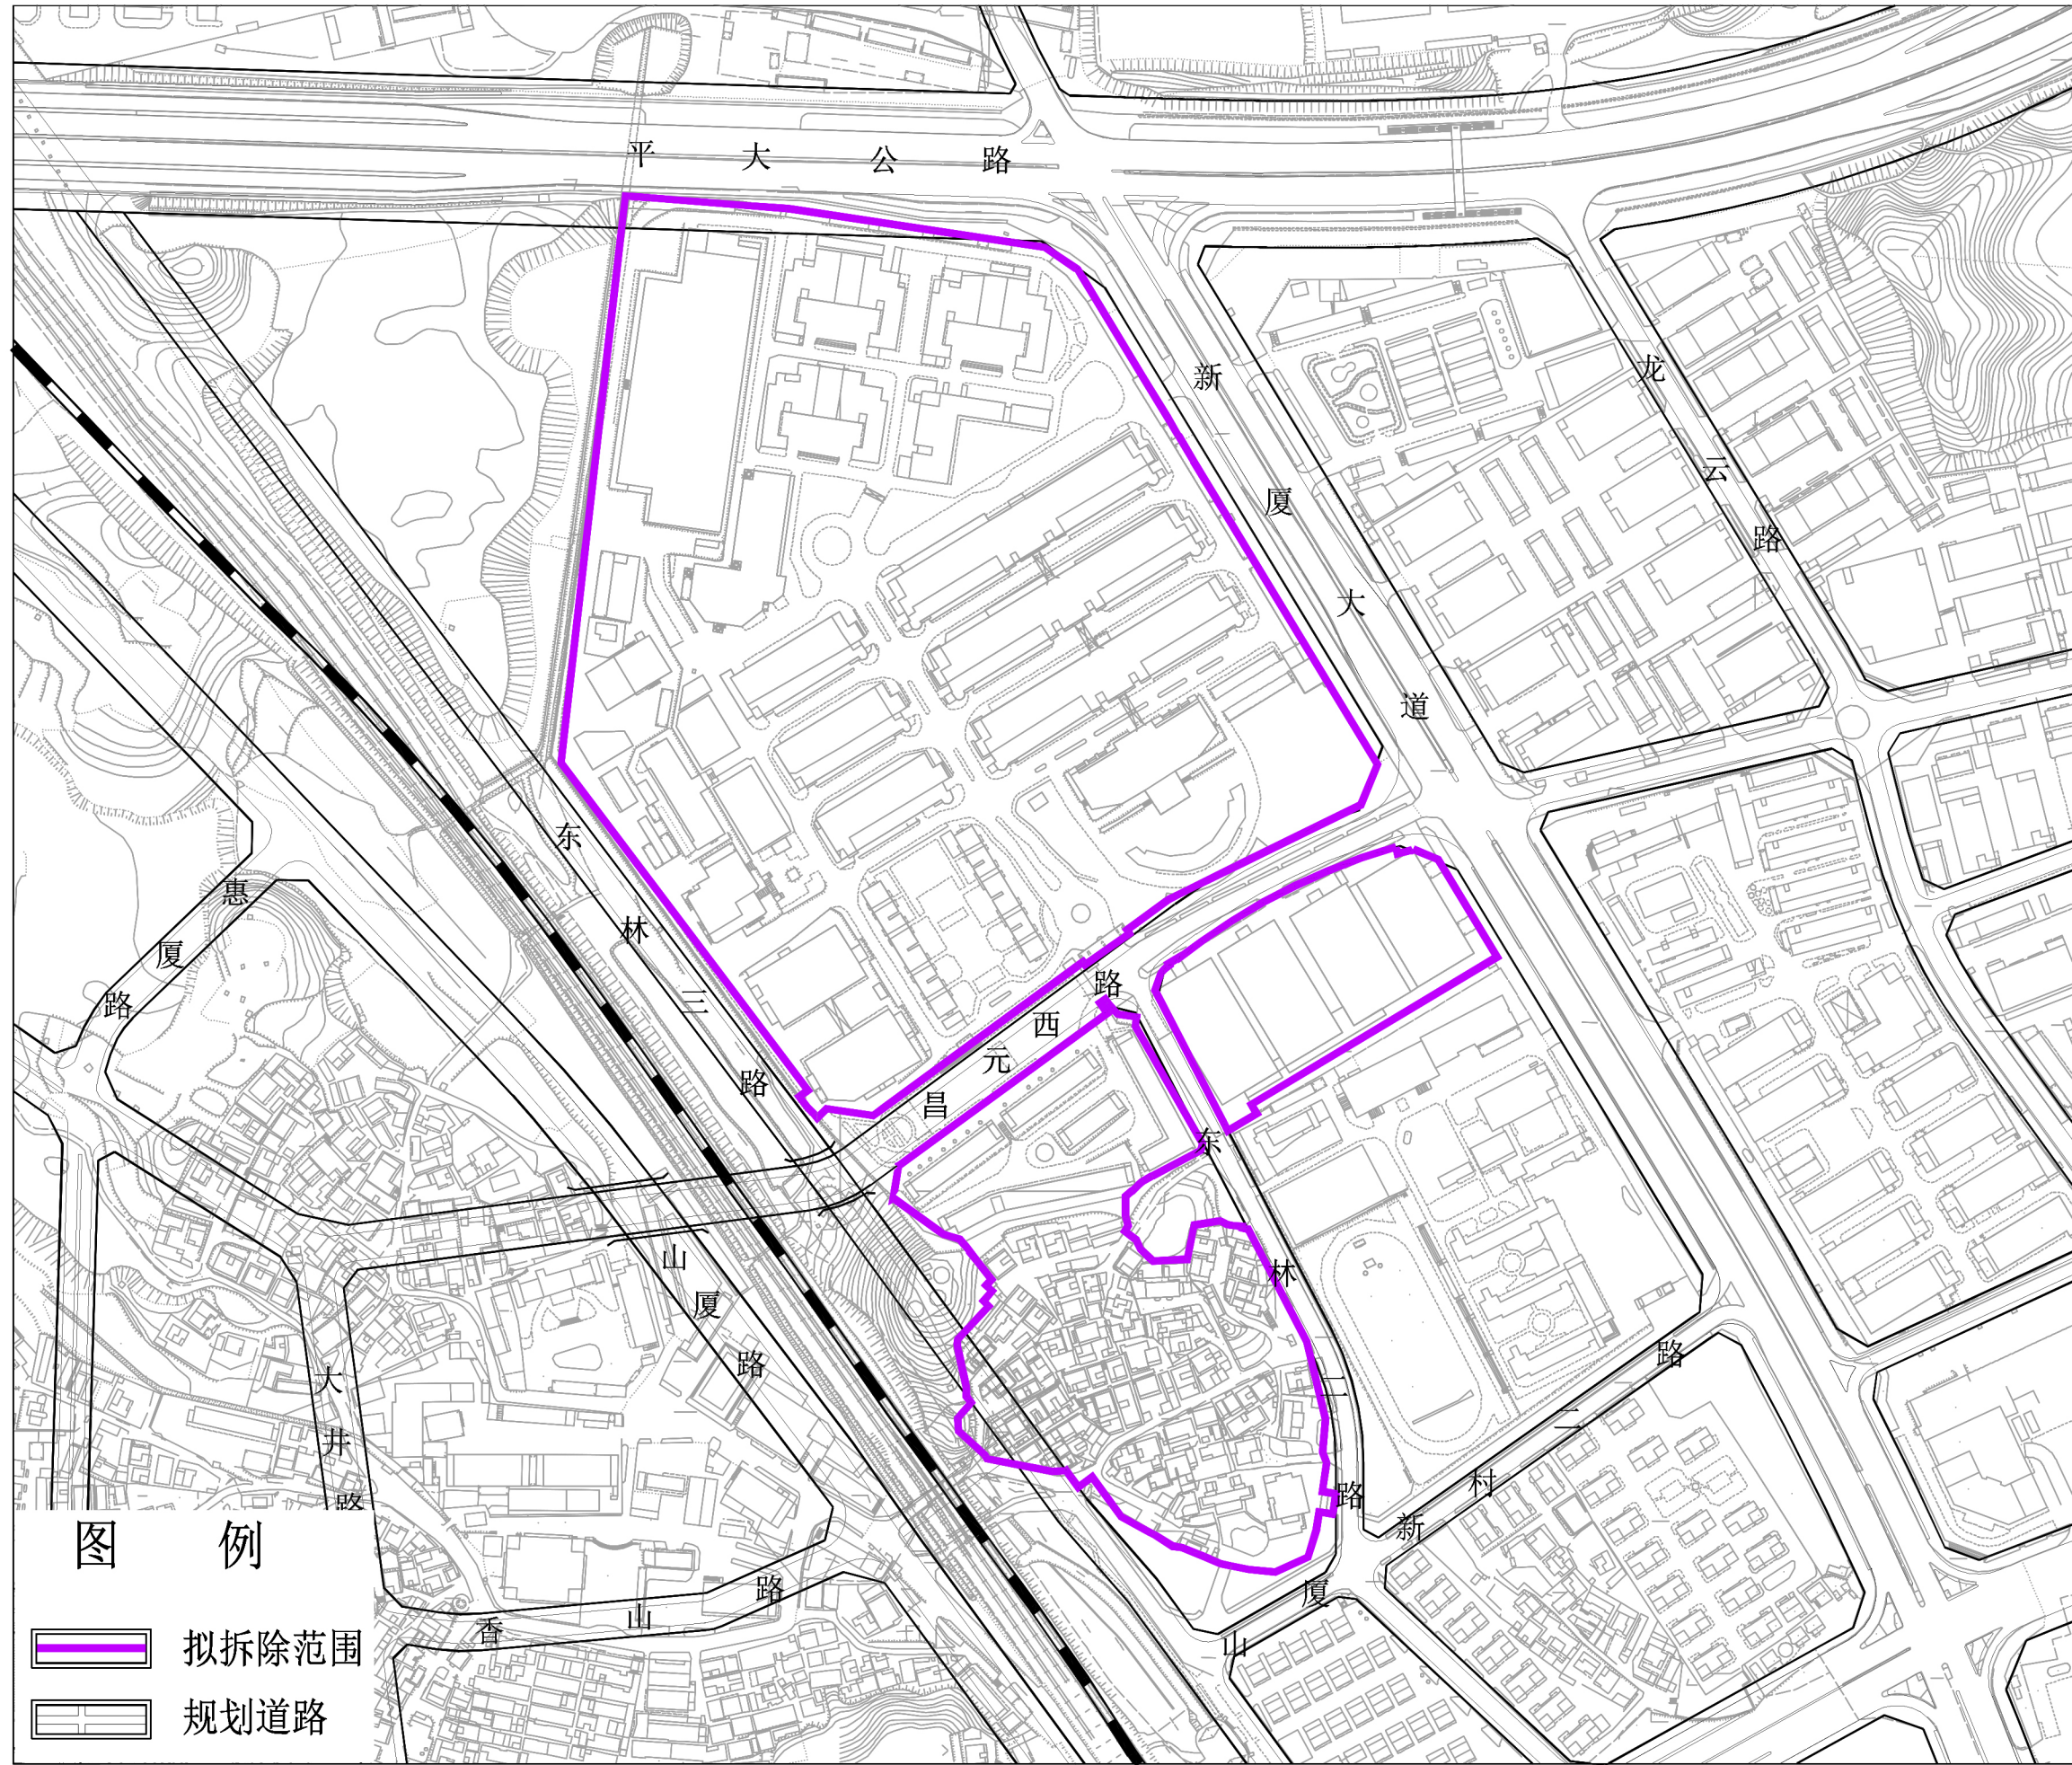 平大公路
新厦大道
龙云路
东林三路
惠厦路
昌元西路
东林二路
山厦路
新村二路
大井路
香山路
山厦
图 例
拟拆除范围
规划道路